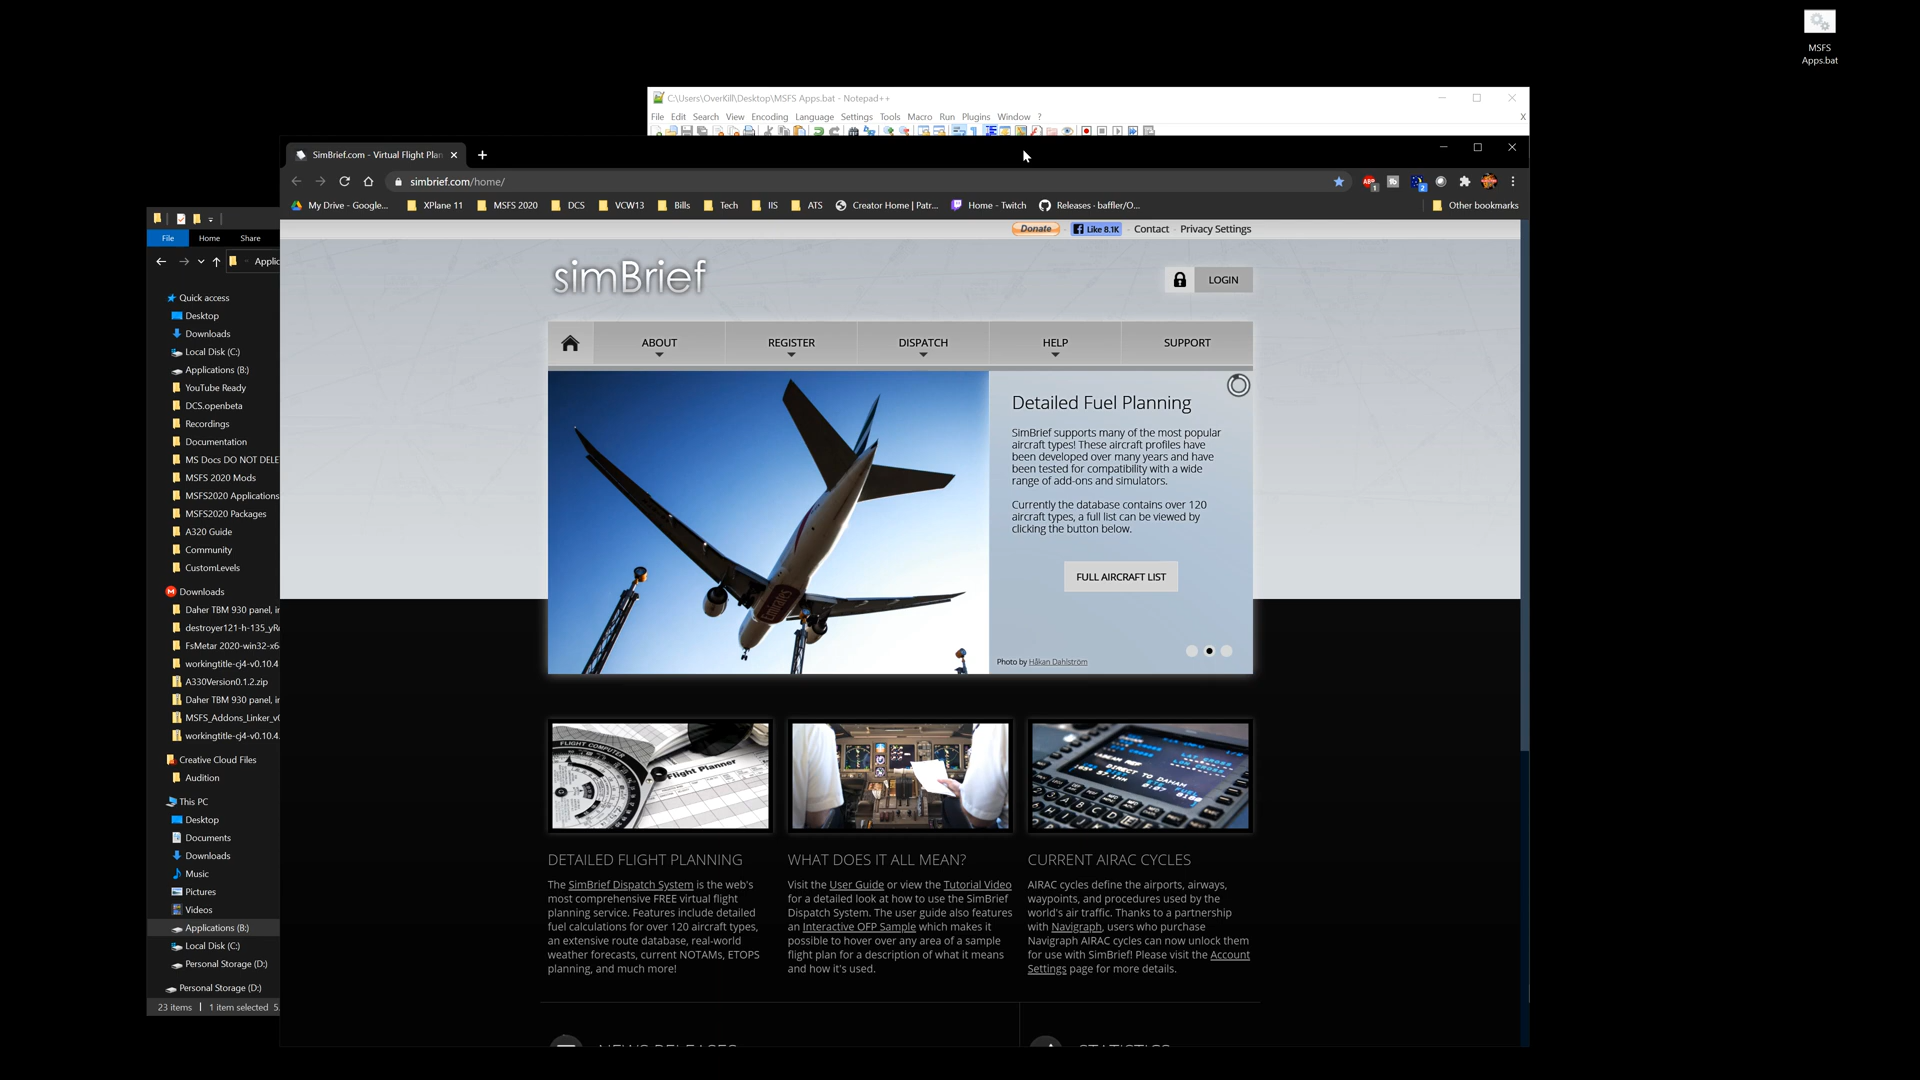 MSFS
Apps.bat
C:\Users\OverKill\Desktop\MSFS Apps.bat - Notepad++
File Edit Search View Encoding Language Settings Tools Macro Run Plugins Window ? X
SimBrief.com - Virtual Flight Plan
simbrief.com/home/
My Drive - Google... XPlane 11 MSFS 2020 DCS VCW13 Bills Tech IIS ATS Creator Home | Patr... Home - Twitch Releases · baffler/O... Other bookmarks
Donate Like 8.1K Contact - Privacy Settings
simBrief
LOGIN
ABOUT REGISTER DISPATCH HELP SUPPORT
Detailed Fuel Planning
SimBrief supports many of the most popular
aircraft types! These aircraft profiles have
been developed over many years and have
been tested for compatibility with a wide
range of add-ons and simulators.
Currently the database contains over 120
aircraft types, a full list can be viewed by
clicking the button below.
FULL AIRCRAFT LIST
Photo by Håkan Dahlström
Emirates
FLIGHT COMPUTER
Flight Planner
DIRECT TO DAHAM
DETAILED FLIGHT PLANNING
The SimBrief Dispatch System is the web's
most comprehensive FREE virtual flight
planning service. Features include detailed
fuel calculations for over 120 aircraft types,
an extensive route database, real-world
weather forecasts, current NOTAMs, ETOPS
planning, and much more!
WHAT DOES IT ALL MEAN?
Visit the User Guide or view the Tutorial Video
for a detailed look at how to use the SimBrief
Dispatch System. The user guide also features
an Interactive OFP Sample which makes it
possible to hover over any area of a sample
flight plan for a description of what it means
and how it's used.
CURRENT AIRAC CYCLES
AIRAC cycles define the airports, airways,
waypoints, and procedures used by the
world's air traffic. Thanks to a partnership
with Navigraph, users who purchase
Navigraph AIRAC cycles can now unlock them
for use with SimBrief! Please visit the Account
Settings page for more details.
NEWS RELEASES
STATISTICS
File Home Share
Applic
Quick access
Desktop
Downloads
Local Disk (C:)
Applications (B:)
YouTube Ready
DCS.openbeta
Recordings
Documentation
MS Docs DO NOT DELE
MSFS 2020 Mods
MSFS2020 Applications
MSFS2020 Packages
A320 Guide
Community
CustomLevels
Downloads
Daher TBM 930 panel, ir
destroyer121-h-135_yR
FsMetar 2020-win32-x6
workingtitle-cj4-v0.10.4
A330Version0.1.2.zip
Daher TBM 930 panel, ir
MSFS_Addons_Linker_v0
workingtitle-cj4-v0.10.4.
Creative Cloud Files
Audition
This PC
Desktop
Documents
Downloads
Music
Pictures
Videos
Applications (B:)
Local Disk (C:)
Personal Storage (D:)
Personal Storage (D:)
23 items 1 item selected 5.